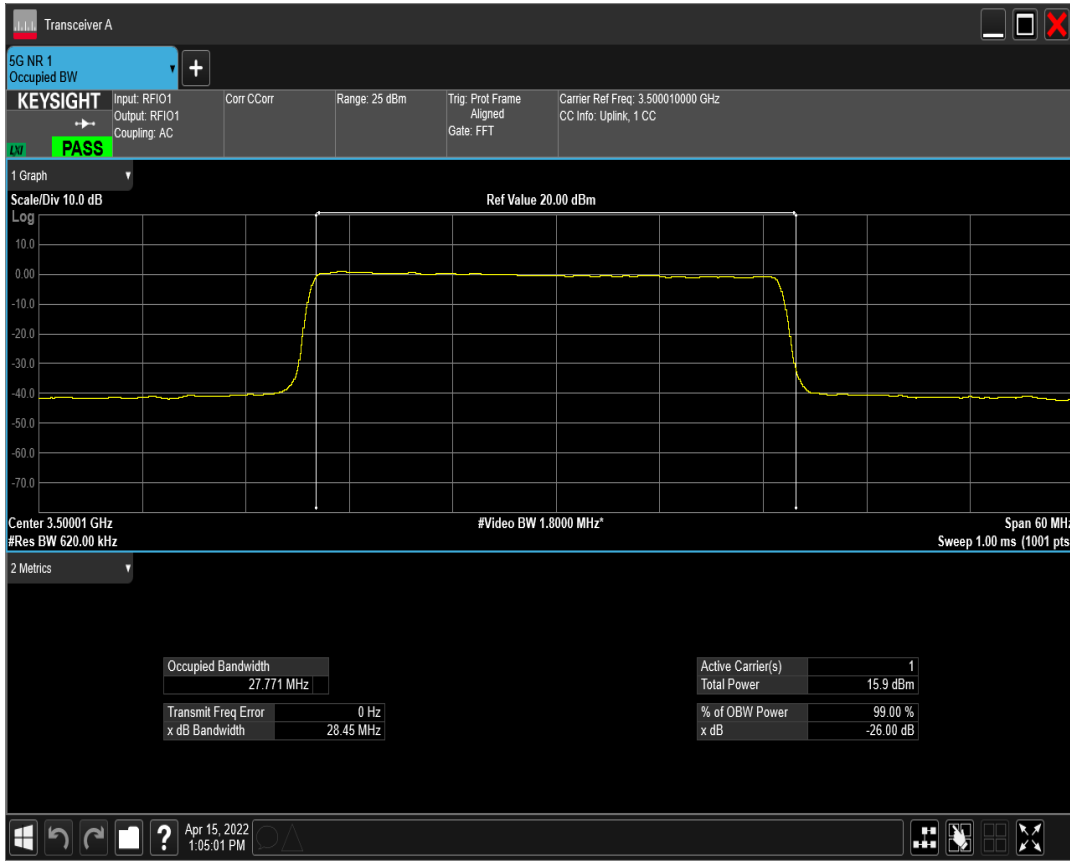 Transceiver A
5G NR 1
Occupied BW
KEYSIGHT
LXI
PASS
Input: RFIO1
Output: RFIO1
Coupling: AC
Corr CCorr
Range: 25 dBm
Trig: Prot Frame
Aligned
Gate: FFT
Carrier Ref Freq: 3.500010000 GHz
CC Info: Uplink, 1 CC
1 Graph
Scale/Div 10.0 dB
Ref Value 20.00 dBm
Log
10.0
0.00
-10.0
-20.0
-30.0
-40.0
-50.0
-60.0
-70.0
Center 3.50001 GHz
#Video BW 1.8000 MHz*
Span 60 MHz
#Res BW 620.00 kHz
Sweep 1.00 ms (1001 pts
2 Metrics
Occupied Bandwidth
27.771 MHz
Transmit Freq Error 0 Hz
x dB Bandwidth 28.45 MHz
Active Carrier(s) 1
Total Power 15.9 dBm
% of OBW Power 99.00 %
x dB -26.00 dB
?
Apr 15, 2022
1:05:01 PM